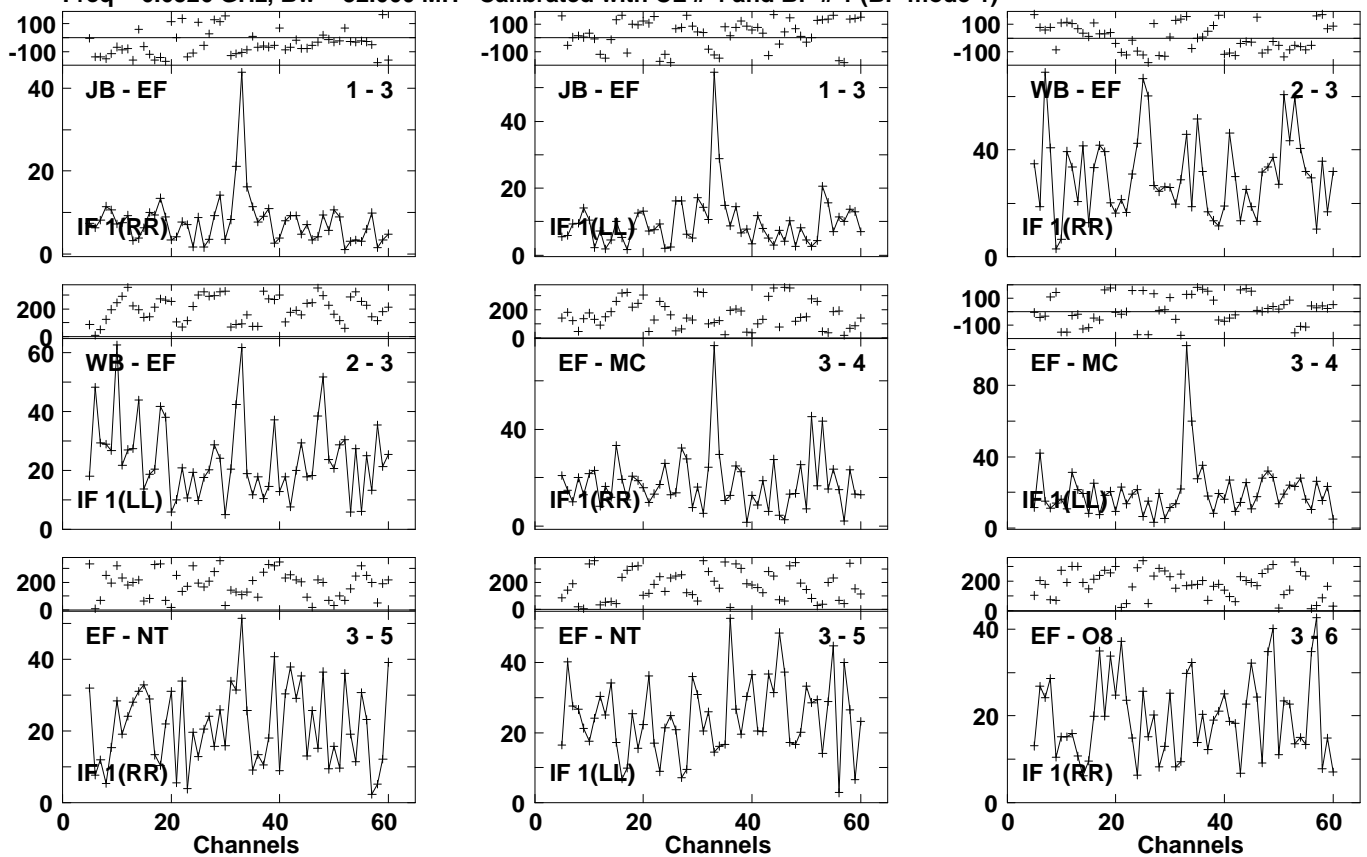 Freq GHz, MH Calibrated with and
100 100 100
-100 -100 -100
JB - EF 1 - 3 JB - EF 1 - 3 WB - EF 2 - 3
40 40 40
20 20
IF 1(RR) IF 1(LL) IF 1(RR)
0 0 0
200 200 100
0 0 -100
WB - EF 2 - 3 EF - MC 3 - 4 EF - MC 3 - 4
60 80
40 40 40
20
IF 1(LL) IF 1(RR) IF 1(LL)
0 0 0
200 200 200
0 0 0
EF - NT 3 - 5 EF - NT 3 - 5 EF - O8 3 - 6
40 40 40
20 20 20
IF 1(RR) IF 1(LL) IF 1(RR)
0 0 0
0 20 40 60 0 20 40 60 0 20 40 60
Channels Channels Channels